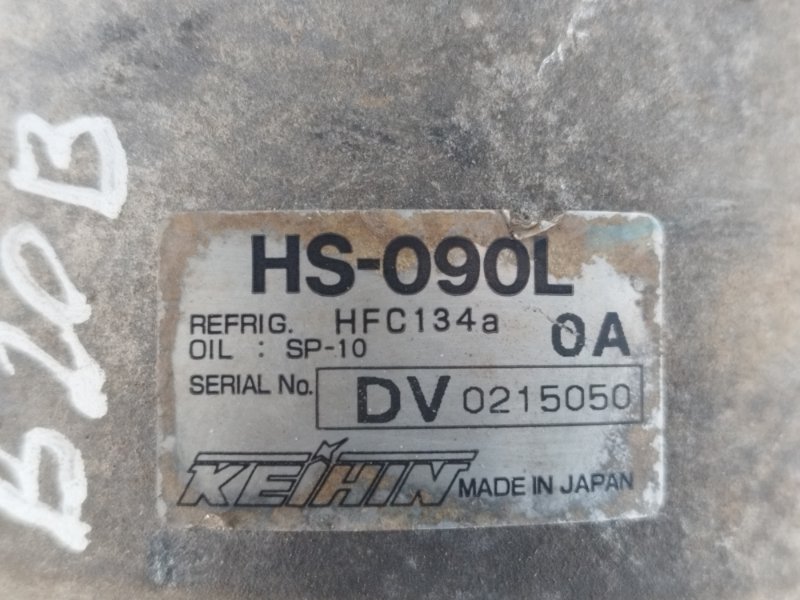 B20B
HS-090L
REFRIG. HFC134a 0A
OIL : SP-10
SERIAL No. DV 0215050
KEIHIN MADE IN JAPAN